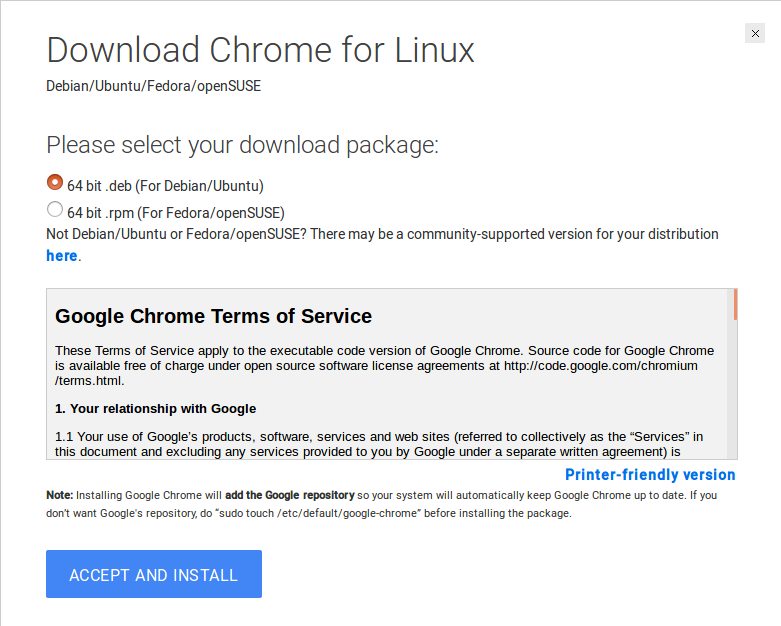 Download Chrome for Linux
Debian/Ubuntu/Fedora/openSUSE
Please select your download package:
64 bit .deb (For Debian/Ubuntu)
64 bit .rpm (For Fedora/openSUSE)
Not Debian/Ubuntu or Fedora/openSUSE? There may be a community-supported version for your distribution
here.
Google Chrome Terms of Service
These Terms of Service apply to the executable code version of Google Chrome. Source code for Google Chrome
is available free of charge under open source software license agreements at http://code.google.com/chromium
/terms.html.
1. Your relationship with Google
1.1 Your use of Google’s products, software, services and web sites (referred to collectively as the “Services” in
this document and excluding any services provided to you by Google under a separate written agreement) is
Printer-friendly version
Note: Installing Google Chrome will add the Google repository so your system will automatically keep Google Chrome up to date. If you
don't want Google's repository, do “sudo touch /etc/default/google-chrome” before installing the package.
ACCEPT AND INSTALL